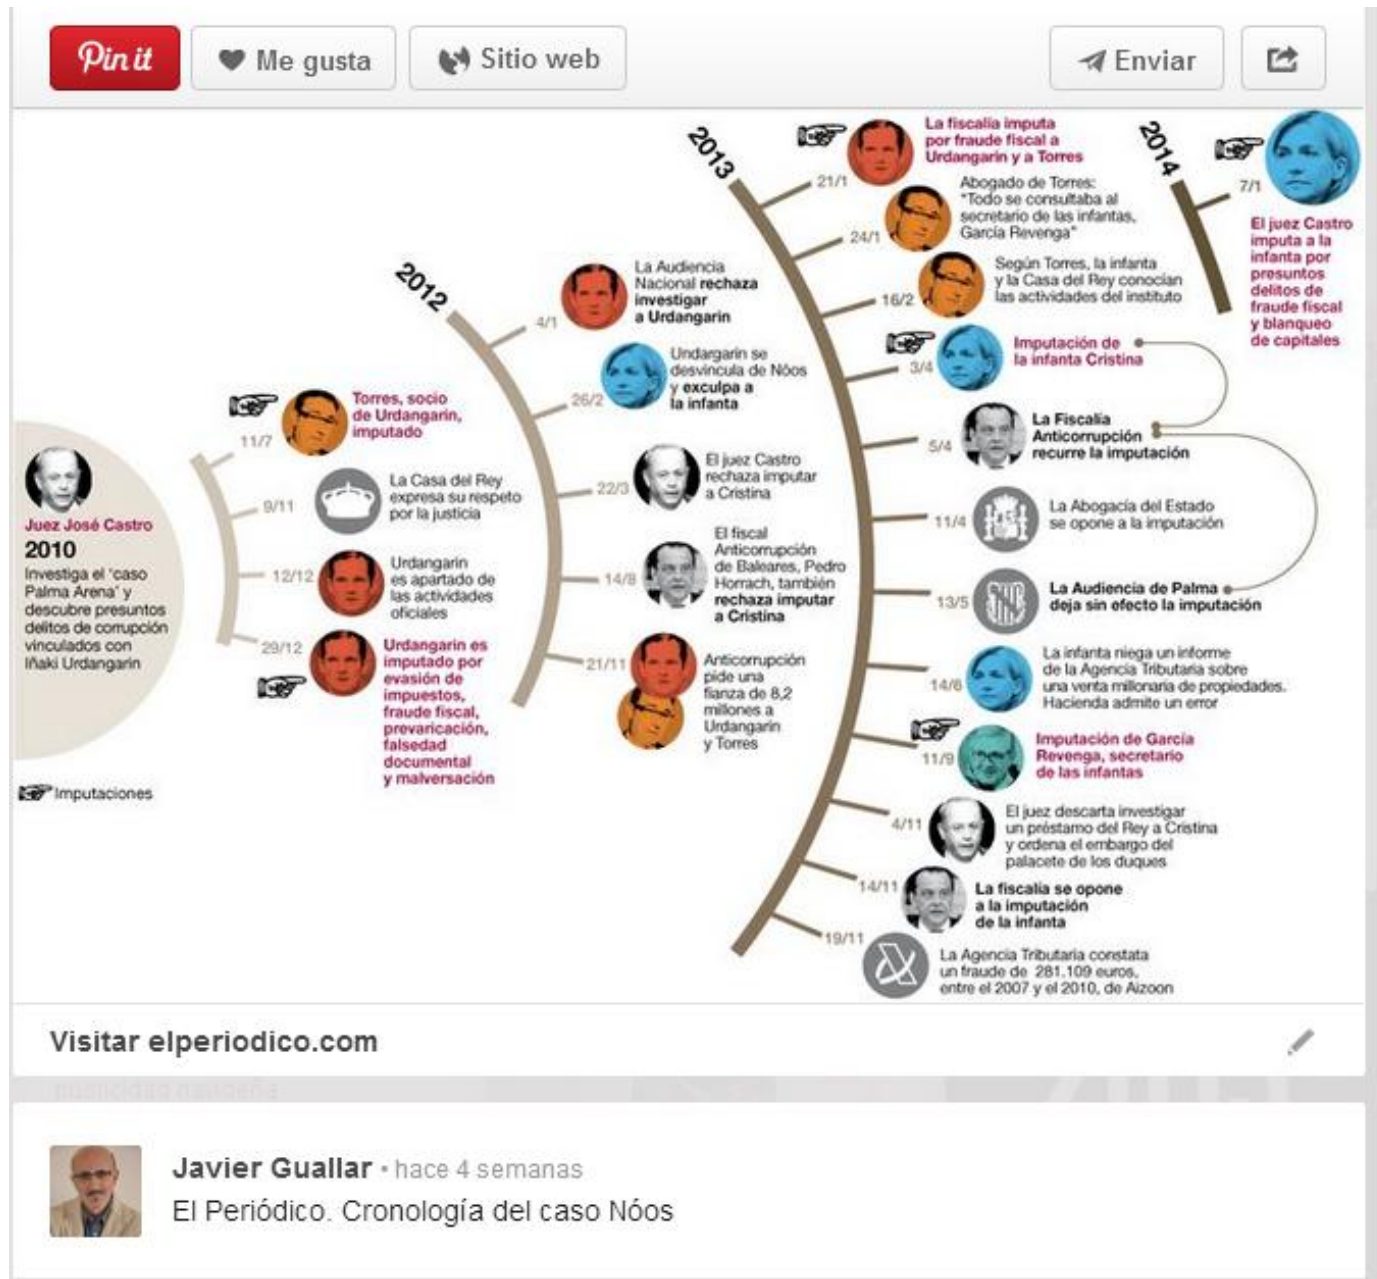 Pin it
Me gusta
Sitio web
Enviar
Juez José Castro
2010
Investiga el 'caso
Palma Arena' y
descubre presuntos
delitos de corrupción
vinculados con
Iñaki Urdangarin
Imputaciones
11/7
Torres, socio
de Urdangarin,
imputado
9/11
La Casa del Rey
expresa su respeto
por la justicia
12/12
Urdangarin
es apartado de
las actividades
oficiales
29/12
Urdangarin es
imputado por
evasión de
impuestos,
fraude fiscal,
prevaricación,
falsedad
documental
y malversación
2012
4/1
La Audiencia
Nacional rechaza
investigar
a Urdangarin
26/2
Undargarin se
desvincula de Nóos
y exculpa a
la infanta
22/3
El juez Castro
rechaza imputar
a Cristina
14/8
El fiscal
Anticorrupción
de Baleares, Pedro
Horrach, también
rechaza imputar
a Cristina
21/11
Anticorrupción
pide una
fianza de 8,2
millones a
Urdangarin
y Torres
2013
21/1
La fiscalía imputa
por fraude fiscal a
Urdangarin y a Torres
24/1
Abogado de Torres:
"Todo se consultaba al
secretario de las infantas,
García Revenga"
16/2
Según Torres, la infanta
y la Casa del Rey conocían
las actividades del instituto
3/4
Imputación de
la infanta Cristina
5/4
La Fiscalía
Anticorrupción
recurre la imputación
11/4
La Abogacía del Estado
se opone a la imputación
13/5
La Audiencia de Palma
deja sin efecto la imputación
14/6
La infanta niega un informe
de la Agencia Tributaria sobre
una venta millonaria de propiedades.
Hacienda admite un error
11/9
Imputación de García
Revenga, secretario
de las infantas
4/11
El juez descarta investigar
un préstamo del Rey a Cristina
y ordena el embargo del
palacete de los duques
14/11
La fiscalía se opone
a la imputación
de la infanta
19/11
La Agencia Tributaria constata
un fraude de 281.109 euros,
entre el 2007 y el 2010, de Aizoon
2014
7/1
El juez Castro
imputa a la
infanta por
presuntos
delitos de
fraude fiscal
y blanqueo
de capitales
Visitar elperiodico.com
Javier Guallar • hace 4 semanas
El Periódico. Cronología del caso Nóos